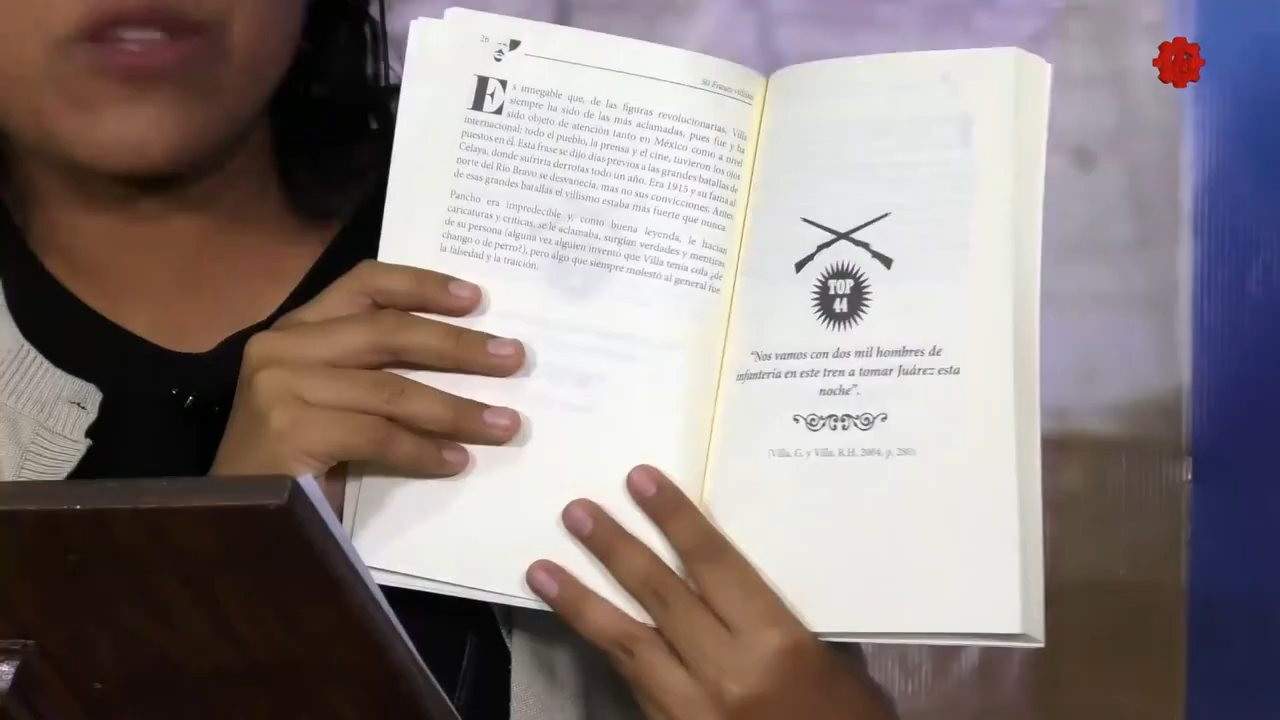 26
50 Frases villistas
Es innegable que, de las figuras revolucionarias, Villa
siempre ha sido de las más aclamadas, pues fue y ha
sido objeto de atención tanto en México como a nivel
internacional; todo el pueblo, la prensa y el cine, tuvieron los ojos
puestos en él. Esta frase se dijo días previos a las grandes batallas de
Celaya, donde sufriría derrotas todo un año. Era 1915 y su fama al
norte del Río Bravo se desvanecía, mas no sus convicciones. Antes
de esas grandes batallas el villismo estaba más fuerte que nunca.
Pancho era impredecible y, como buena leyenda, le hacían
caricaturas y críticas, se le aclamaba, surgían verdades y mentiras
de su persona (alguna vez alguien inventó que Villa tenía cola ¿de
chango o de perro?), pero algo que siempre molestó al general fue
la falsedad y la traición.
TOP
44
"Nos vamos con dos mil hombres de
infantería en este tren a tomar Juárez esta
noche".
(Villa, G. y Villa, R.H. 2004, p. 280)